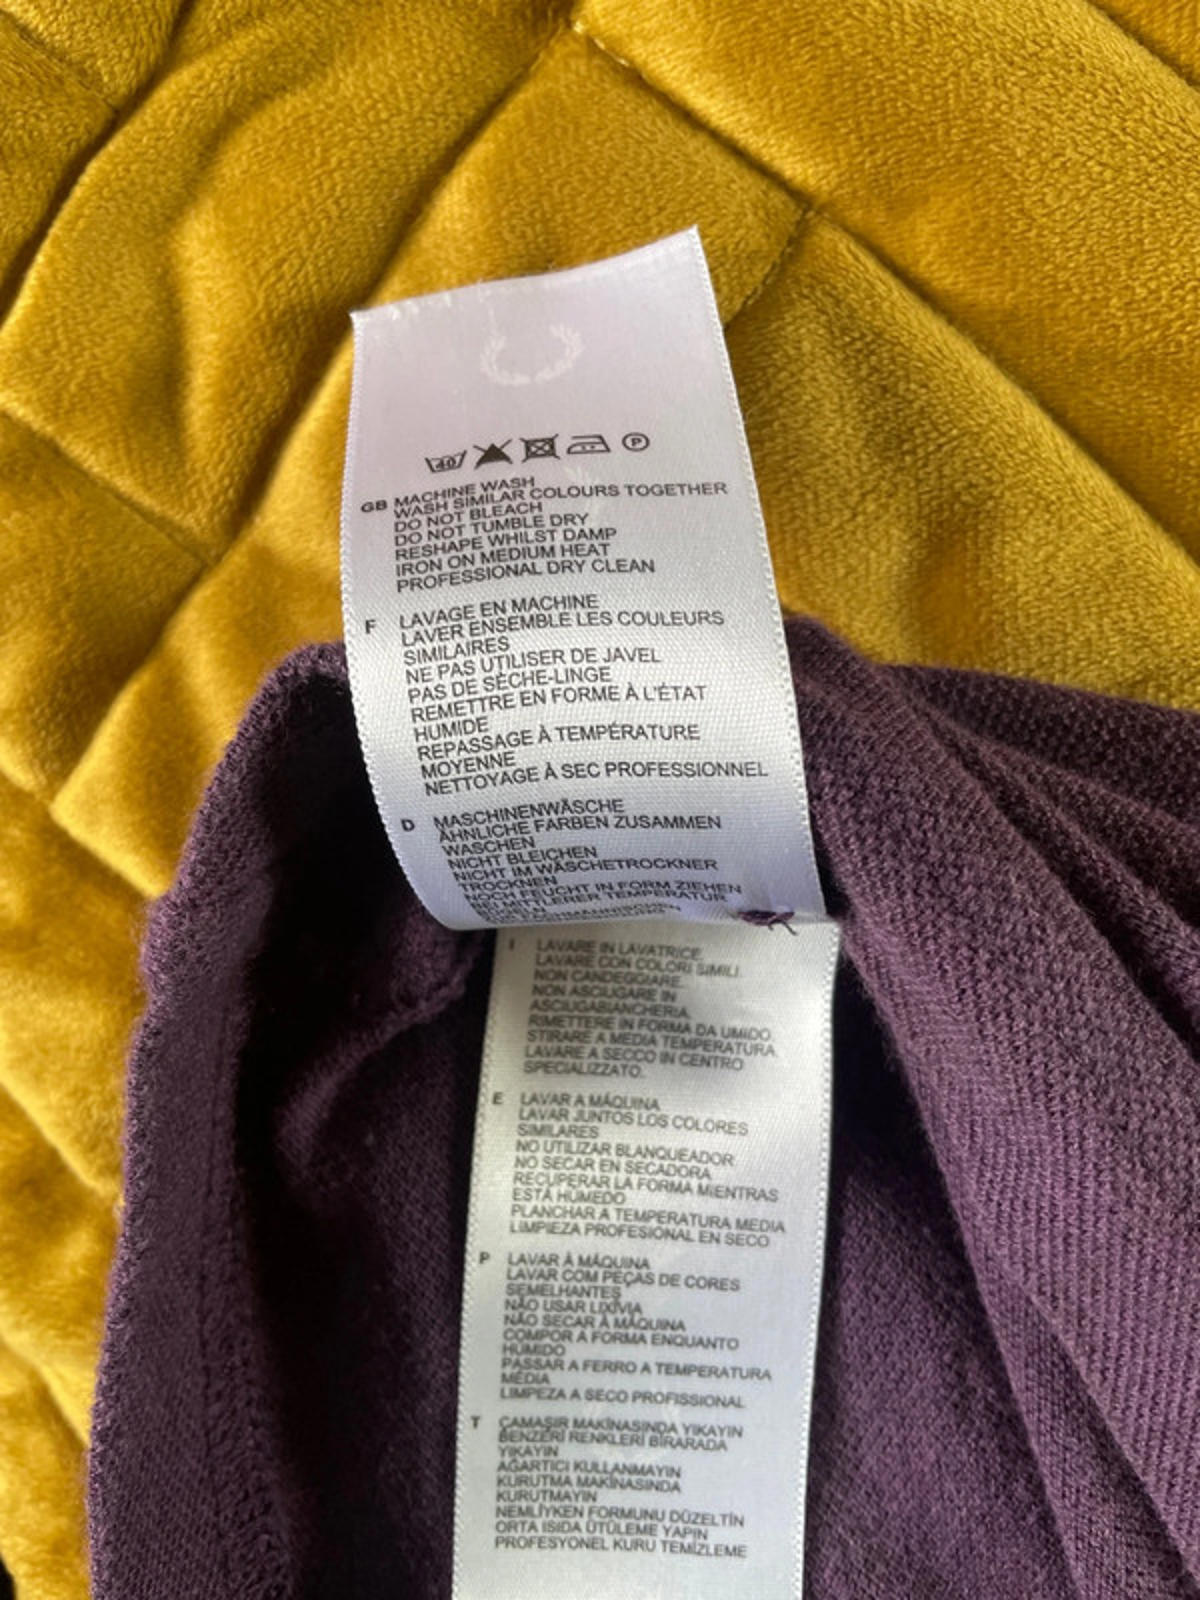 40
P
GB MACHINE WASH
WASH SIMILAR COLOURS TOGETHER
DO NOT BLEACH
DO NOT TUMBLE DRY
RESHAPE WHILST DAMP
IRON ON MEDIUM HEAT
PROFESSIONAL DRY CLEAN
F LAVAGE EN MACHINE
LAVER ENSEMBLE LES COULEURS
SIMILAIRES
NE PAS UTILISER DE JAVEL
PAS DE SÈCHE-LINGE
REMETTRE EN FORME À L'ÉTAT
HUMIDE
REPASSAGE À TEMPÉRATURE
MOYENNE
NETTOYAGE À SEC PROFESSIONNEL
D MASCHINENWÄSCHE
ÄHNLICHE FARBEN ZUSAMMEN
WASCHEN
NICHT BLEICHEN
NICHT IM WÄSCHETROCKNER
TROCKNEN
NOCH FEUCHT IN FORM ZIEHEN
BEI MITTLERER TEMPERATUR
I LAVARE IN LAVATRICE.
LAVARE CON COLORI SIMILI.
NON CANDEGGIARE.
NON ASCIUGARE IN
ASCIUGABIANCHERIA.
RIMETTERE IN FORMA DA UMIDO.
STIRARE A MEDIA TEMPERATURA.
LAVARE A SECCO IN CENTRO
SPECIALIZZATO.
E LAVAR A MÁQUINA
LAVAR JUNTOS LOS COLORES
SIMILARES
NO UTILIZAR BLANQUEADOR
NO SECAR EN SECADORA
RECUPERAR LA FORMA MIENTRAS
ESTÁ HÚMEDO
PLANCHAR A TEMPERATURA MEDIA
LIMPIEZA PROFESIONAL EN SECO
P LAVAR À MÁQUINA
LAVAR COM PEÇAS DE CORES
SEMELHANTES
NÃO USAR LIXÍVIA
NÃO SECAR À MÁQUINA
COMPOR A FORMA ENQUANTO
HÚMIDO
PASSAR A FERRO A TEMPERATURA
MÉDIA
LIMPEZA A SECO PROFISSIONAL
T ÇAMAŞIR MAKİNASINDA YIKAYIN
BENZERİ RENKLERİ BİRARADA
YIKAYIN
AĞARTICI KULLANMAYIN
KURUTMA MAKİNASINDA
KURUTMAYIN
NEMLİYKEN FORMUNU DÜZELTİN
ORTA ISIDA ÜTÜLEME YAPIN
PROFESYONEL KURU TEMİZLEME